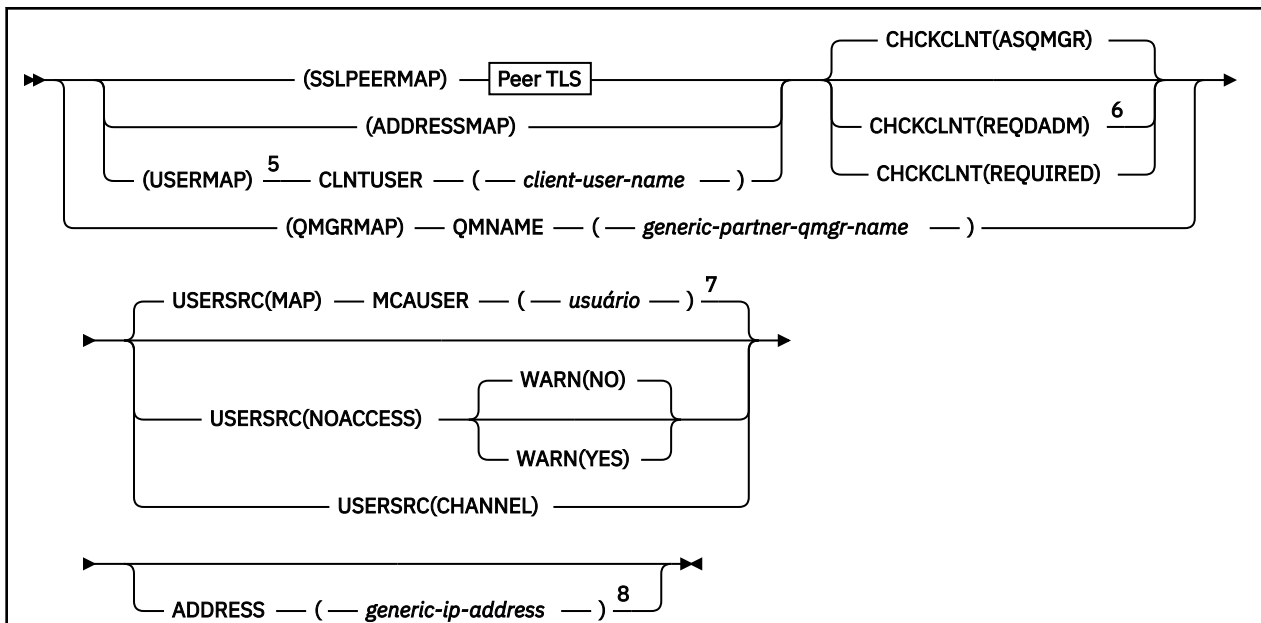 CHCKCLNT(ASQMGR)
(SSLPEERMAP) Peer TLS
(ADDRESSMAP)
CHCKCLNT(REQDADM) 6
(USERMAP) 5 CLNTUSER ( client-user-name )
CHCKCLNT(REQUIRED)
(QMGRMAP) QMNAME ( generic-partner-qmgr-name )
USERSRC(MAP) MCAUSER ( usuário ) 7
WARN(NO)
USERSRC(NOACCESS)
WARN(YES)
USERSRC(CHANNEL)
ADDRESS ( generic-ip-address ) 8